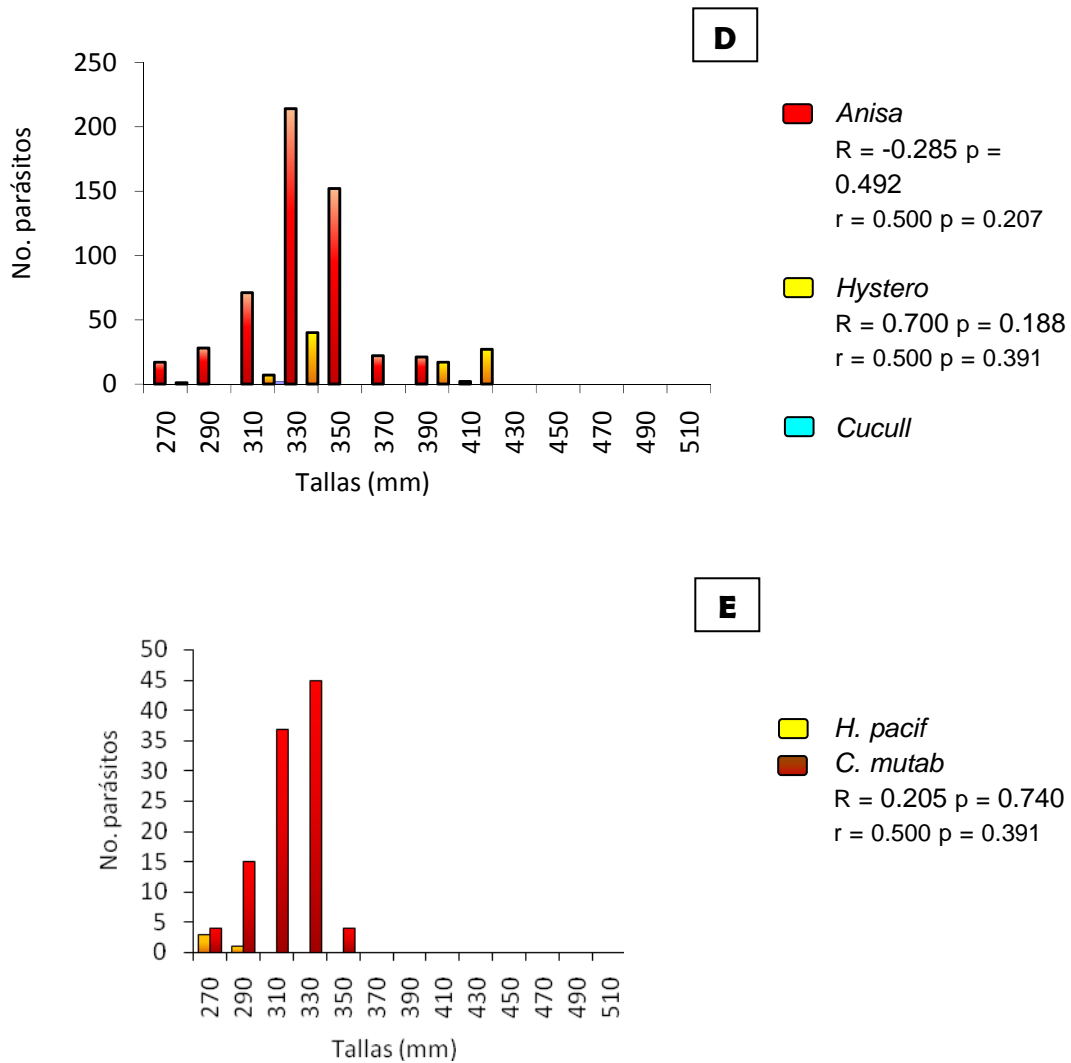 D
250
200
150
100
50
0
No. parásitos
270 290 310 330 350 370 390 410 430 450 470 490 510
Tallas (mm)
Anisa
R = -0.285 p =
0.492
r = 0.500 p = 0.207
Hystero
R = 0.700 p = 0.188
r = 0.500 p = 0.391
Cucull
E
50
45
40
35
30
25
20
15
10
5
0
No. parásitos
270 290 310 330 350 370 390 410 430 450 470 490 510
Tallas (mm)
H. pacif
C. mutab
R = 0.205 p = 0.740
r = 0.500 p = 0.391